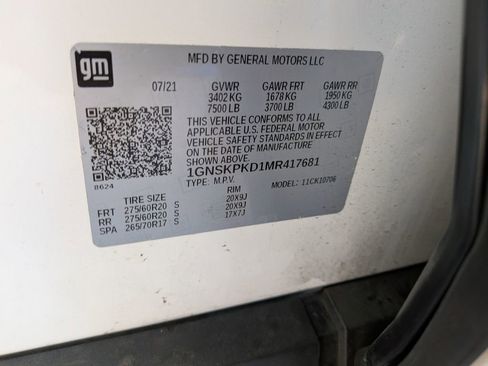 gm
MFD BY GENERAL MOTORS LLC
07/21 GVWR GAWR FRT GAWR RR
3402 KG 1678 KG 1950 KG
7500 LB 3700 LB 4300 LB
THIS VEHICLE CONFORMS TO ALL
APPLICABLE U.S. FEDERAL MOTOR
VEHICLE SAFETY STANDARDS IN EFFECT
ON THE DATE OF MANUFACTURE SHOWN ABOVE.
1GNSKPKD1MR417681
8624
TYPE: M.P.V. MODEL: 11CK10706
TIRE SIZE RIM
FRT 275/60R20 S 20X9J
RR 275/60R20 S 20X9J
SPA 265/70R17 S 17X7J